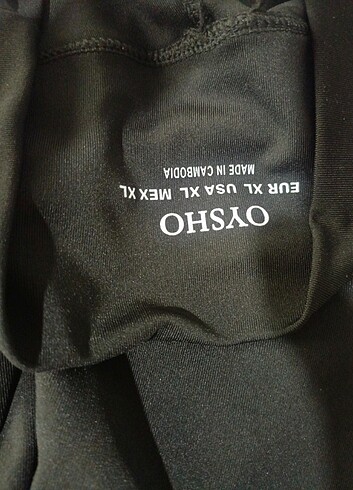 OYSHO
EUR XL USA XL MEX XL
MADE IN CAMBODIA